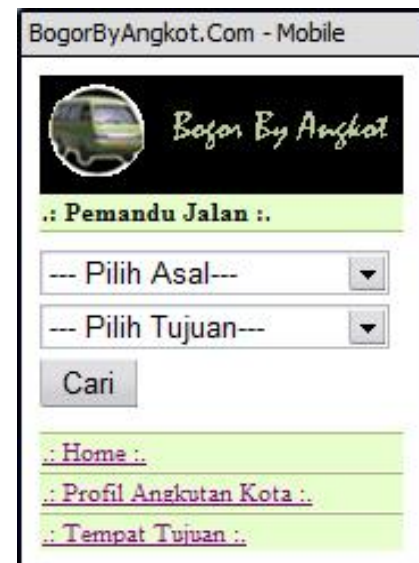 BogorByAngkot.Com - Mobile
Bogor By Angkot
.: Pemandu Jalan :.
--- Pilih Asal---
--- Pilih Tujuan---
Cari
.: Home :.
.: Profil Angkutan Kota :.
.: Tempat Tujuan :.